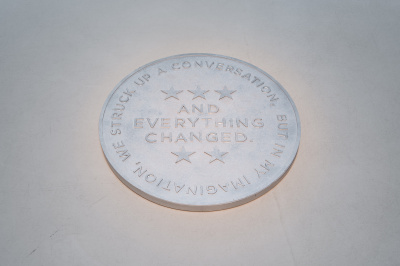 WE STRUCK UP A CONVERSATION, BUT IN MY IMAGINATION,
AND
EVERYTHING
CHANGED.